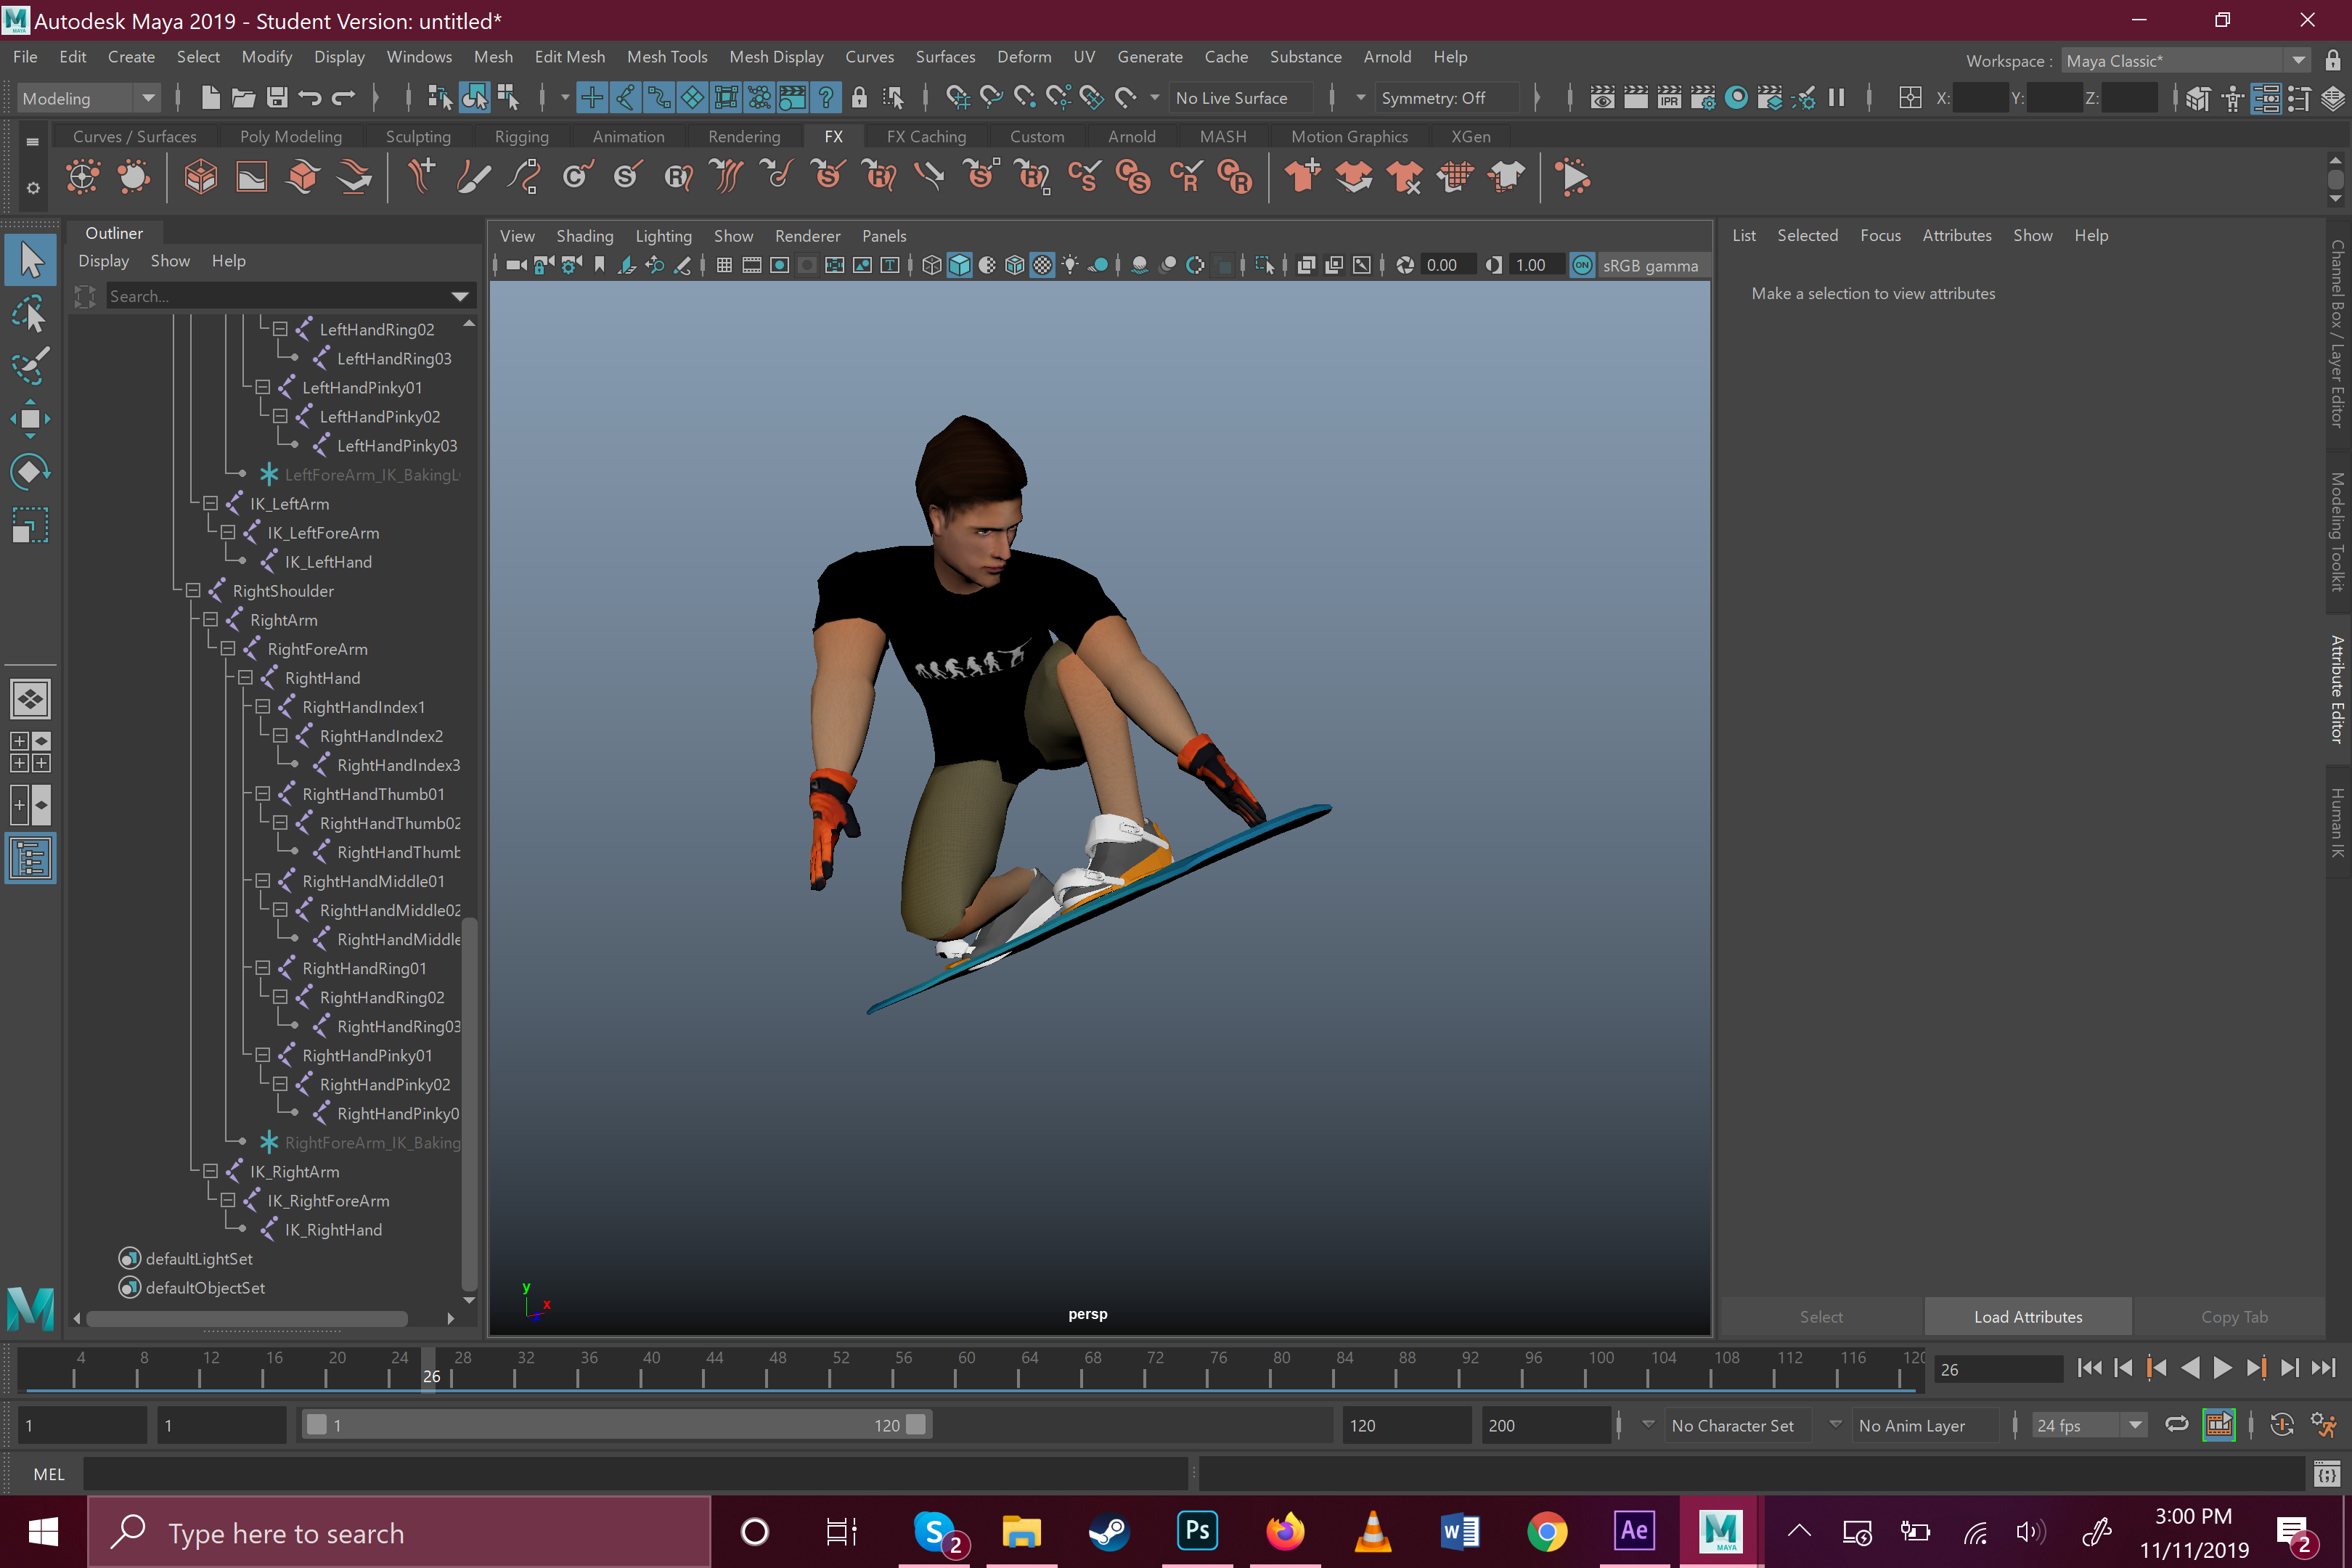 Autodesk Maya 2019 - Student Version: untitled*
File Edit Create Select Modify Display Windows Mesh Edit Mesh Mesh Tools Mesh Display Curves Surfaces Deform UV Generate Cache Substance Arnold Help
Workspace : Maya Classic*
Modeling No Live Surface Symmetry: Off IPR X: Y: Z:
Curves / Surfaces Poly Modeling Sculpting Rigging Animation Rendering FX FX Caching Custom Arnold MASH Motion Graphics XGen
Outliner
Display Show Help
Search...
LeftHandRing02
LeftHandRing03
LeftHandPinky01
LeftHandPinky02
LeftHandPinky03
LeftForeArm_IK_BakingL
IK_LeftArm
IK_LeftForeArm
IK_LeftHand
RightShoulder
RightArm
RightForeArm
RightHand
RightHandIndex1
RightHandIndex2
RightHandIndex3
RightHandThumb01
RightHandThumb02
RightHandThumb
RightHandMiddle01
RightHandMiddle02
RightHandMiddle
RightHandRing01
RightHandRing02
RightHandRing03
RightHandPinky01
RightHandPinky02
RightHandPinky0
RightForeArm_IK_Baking
IK_RightArm
IK_RightForeArm
IK_RightHand
defaultLightSet
defaultObjectSet
View Shading Lighting Show Renderer Panels
0.00 1.00 ON sRGB gamma
y
x
persp
List Selected Focus Attributes Show Help
Make a selection to view attributes
Select Load Attributes Copy Tab
Channel Box / Layer Editor
Modeling Toolkit
Attribute Editor
Human IK
4 8 12 16 20 24 28 32 36 40 44 48 52 56 60 64 68 72 76 80 84 88 92 96 100 104 108 112 116 120
26
26
1 1 1 120 120 200 No Character Set No Anim Layer 24 fps
MEL
Type here to search
S 2 Ps Ae M MAYA
3:00 PM
11/11/2019
2